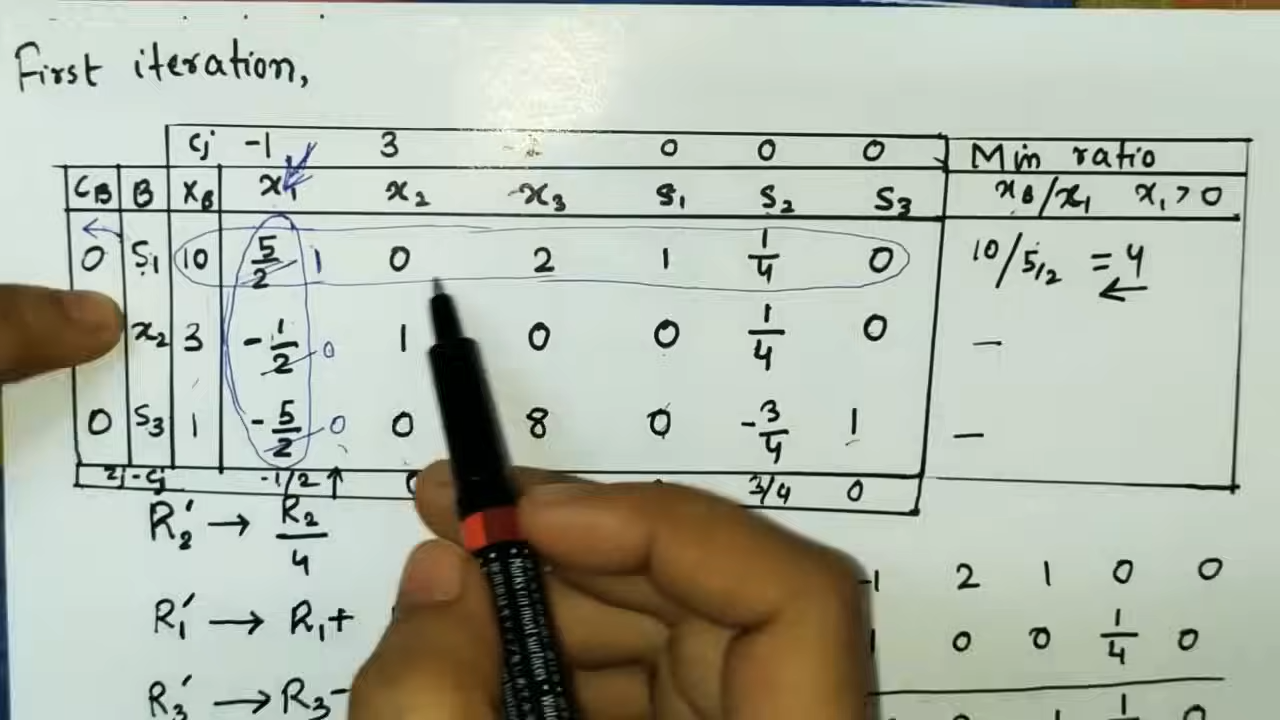 First iteration,
Cj -1 3 0 0 0 Min ratio
CB B XB x1 x2 x3 S1 S2 S3 xB/x1 x1 > 0
0 S1 10 5/2 1 0 2 1 1/4 0 10/5/2 = 4
x2 3 -1/2 0 1 0 0 1/4 0 –
0 S3 1 -5/2 0 0 8 0 -3/4 1 –
zj-cj -1/2 ↑ 3/4 0
R2' → R2/4
-1 2 1 0 0
R1' → R1+
0 0 1/4 0
R3' → R3-